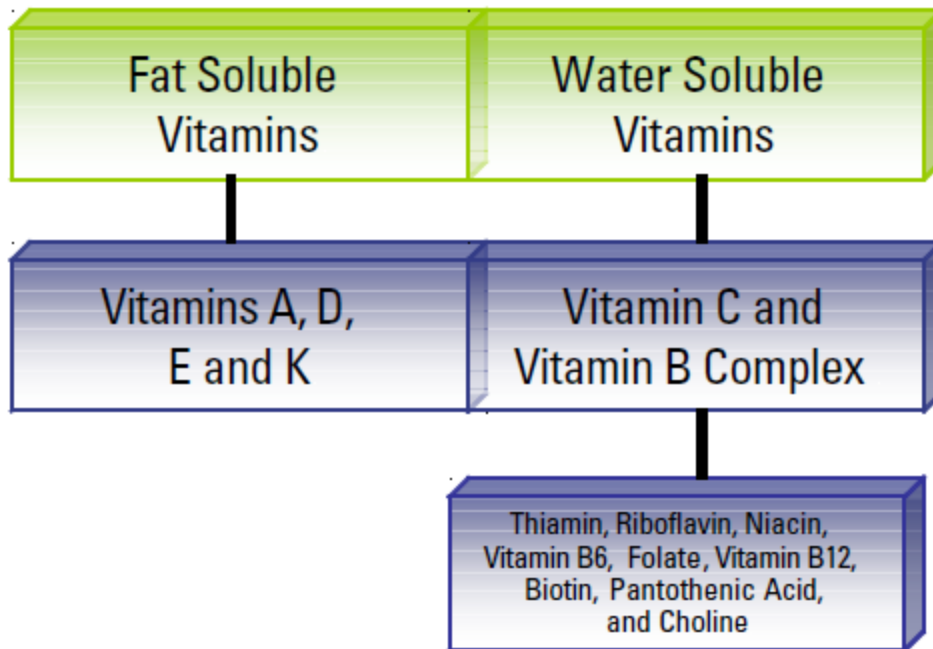 Fat Soluble
Vitamins
Water Soluble
Vitamins
Vitamins A, D,
E and K
Vitamin C and
Vitamin B Complex
Thiamin, Riboflavin, Niacin,
Vitamin B6, Folate, Vitamin B12,
Biotin, Pantothenic Acid,
and Choline